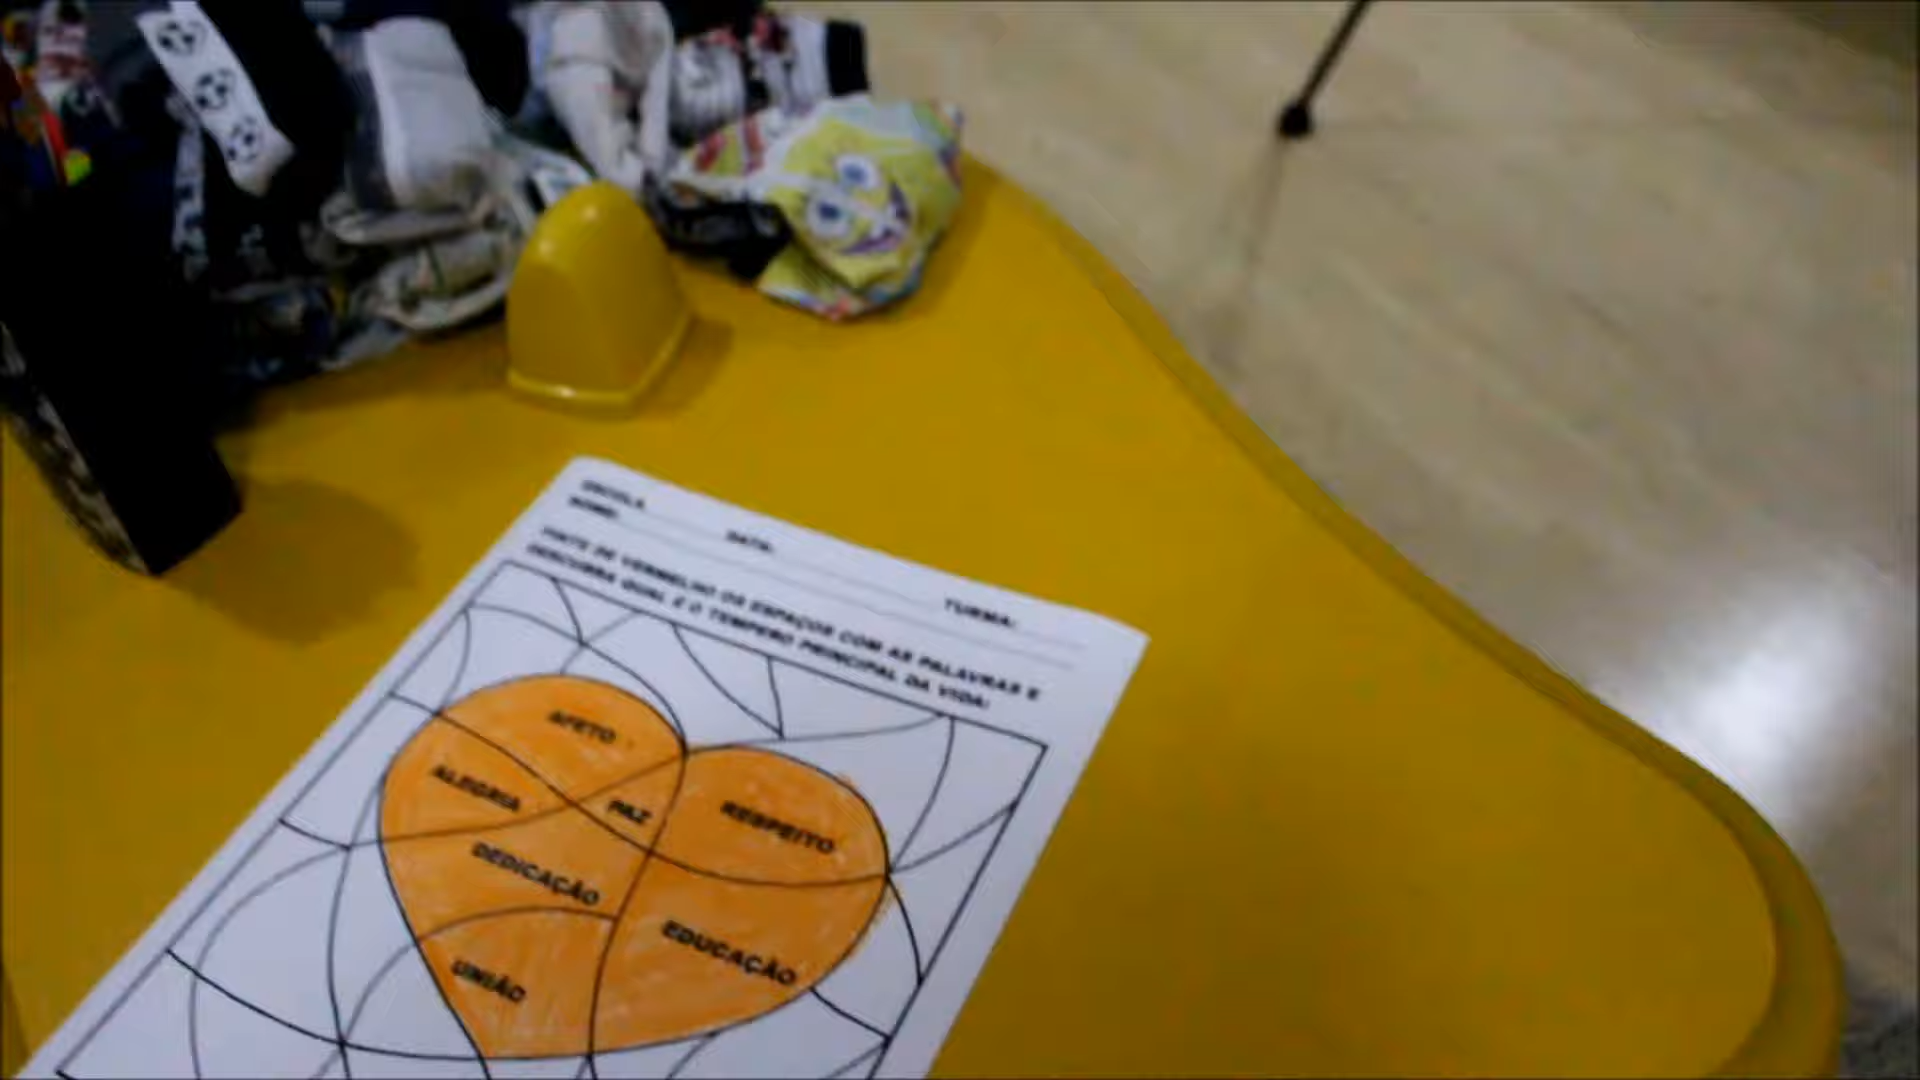 ESCOLA
NOME:
DATA:
TURMA:
PINTE DE VERMELHO OS ESPAÇOS COM AS PALAVRAS E
DESCUBRA QUAL É O TEMPERO PRINCIPAL DA VIDA:
AFETO
ALEGRIA
PAZ
RESPEITO
DEDICAÇÃO
EDUCAÇÃO
UNIÃO